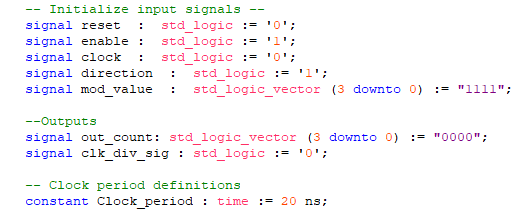 -- Initialize input signals --
signal reset  :  std_logic := '0';
signal enable :  std_logic := '1';
signal clock  :  std_logic := '0';
signal direction  :  std_logic := '1';
signal mod_value  :  std_logic_vector (3 downto 0) := "1111";
--Outputs
signal out_count: std_logic_vector (3 downto 0) := "0000";
signal clk_div_sig : std_logic := '0';
-- Clock period definitions
constant Clock_period : time := 20 ns;